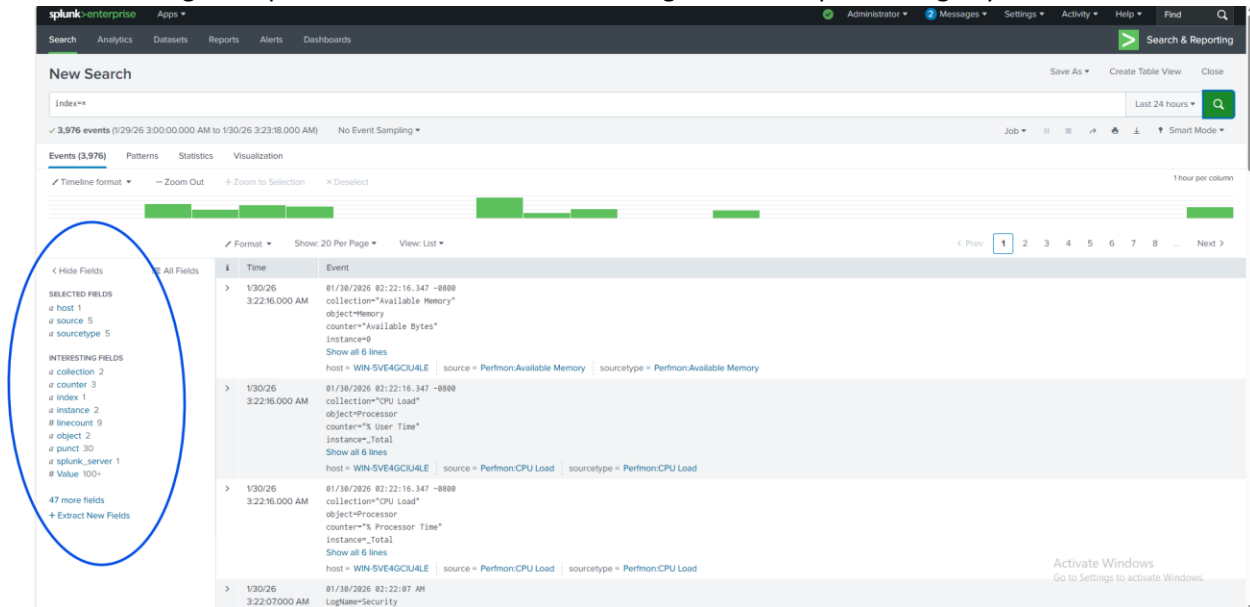 splunk>enterprise Apps Administrator 2 Messages Settings Activity Help Find
Search Analytics Datasets Reports Alerts Dashboards Search & Reporting
New Search Save As Create Table View Close
index=* Last 24 hours
3,976 events (1/29/26 3:00:00.000 AM to 1/30/26 3:23:18.000 AM) No Event Sampling Job Smart Mode
Events (3,976) Patterns Statistics Visualization
Timeline format — Zoom Out + Zoom to Selection × Deselect 1 hour per column
Format Show: 20 Per Page View: List < Prev 1 2 3 4 5 6 7 8 ... Next >
< Hide Fields All Fields
SELECTED FIELDS
a host 1
a source 5
a sourcetype 5
INTERESTING FIELDS
a collection 2
a counter 3
a index 1
a instance 2
# linecount 9
a object 2
a punct 30
a splunk_server 1
# Value 100+
47 more fields
+ Extract New Fields
i Time Event
> 1/30/26 01/30/2026 02:22:16.347 -0800
3:22:16.000 AM collection="Available Memory"
object=Memory
counter="Available Bytes"
instance=0
Show all 6 lines
host = WIN-5VE4GCIU4LE source = Perfmon:Available Memory sourcetype = Perfmon:Available Memory
> 1/30/26 01/30/2026 02:22:16.347 -0800
3:22:16.000 AM collection="CPU Load"
object=Processor
counter="% User Time"
instance=_Total
Show all 6 lines
host = WIN-5VE4GCIU4LE source = Perfmon:CPU Load sourcetype = Perfmon:CPU Load
> 1/30/26 01/30/2026 02:22:16.347 -0800
3:22:16.000 AM collection="CPU Load"
object=Processor
counter="% Processor Time"
instance=_Total
Show all 6 lines
host = WIN-5VE4GCIU4LE source = Perfmon:CPU Load sourcetype = Perfmon:CPU Load
> 1/30/26 01/30/2026 02:22:07 AM
3:22:07.000 AM LogName=Security
Activate Windows
Go to Settings to activate Windows.